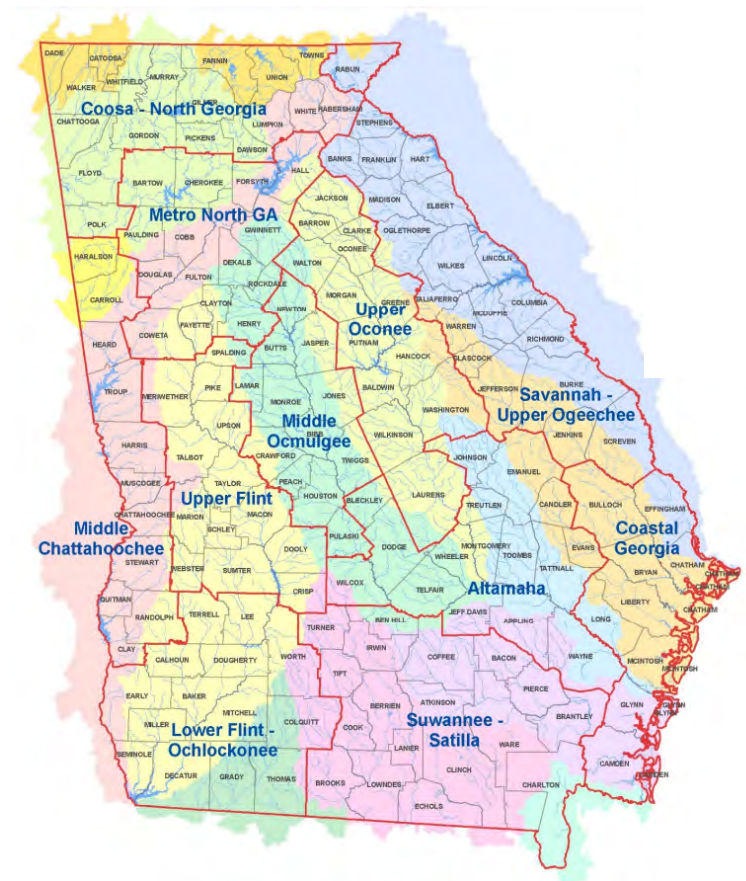 DADE
CATOOSA
FANNIN
TOWNS
RABUN
WALKER
WHITFIELD
MURRAY
UNION
GILMER
Coosa - North Georgia
WHITE
HABERSHAM
CHATTOOGA
LUMPKIN
STEPHENS
GORDON
PICKENS
DAWSON
BANKS
FRANKLIN
HART
FLOYD
HALL
BARTOW
CHEROKEE
FORSYTH
JACKSON
MADISON
ELBERT
Metro North GA
POLK
PAULDING
COBB
GWINNETT
BARROW
CLARKE
OGLETHORPE
OCONEE
HARALSON
DEKALB
WALTON
WILKES
LINCOLN
DOUGLAS
FULTON
ROCKDALE
CARROLL
CLAYTON
NEWTON
MORGAN
GREENE
TALIAFERRO
COLUMBIA
MCDUFFIE
FAYETTE
HENRY
Upper
Oconee
WARREN
RICHMOND
COWETA
HEARD
SPALDING
BUTTS
JASPER
PUTNAM
HANCOCK
GLASCOCK
TROUP
MERIWETHER
PIKE
LAMAR
BALDWIN
JEFFERSON
BURKE
Savannah -
Upper Ogeechee
MONROE
JONES
WASHINGTON
UPSON
Middle
Ocmulgee
BIBB
WILKINSON
JENKINS
SCREVEN
HARRIS
TALBOT
CRAWFORD
TWIGGS
JOHNSON
EMANUEL
MUSCOGEE
TAYLOR
PEACH
HOUSTON
BLECKLEY
LAURENS
TREUTLEN
CANDLER
BULLOCH
EFFINGHAM
Upper Flint
CHATTAHOOCHEE
MARION
MACON
Middle
Chattahoochee
SCHLEY
PULASKI
DODGE
MONTGOMERY
TOOMBS
EVANS
Coastal
Georgia
STEWART
WEBSTER
SUMTER
DOOLY
WHEELER
TATTNALL
BRYAN
CHATHAM
CHATHAM
CHATHAM
QUITMAN
CRISP
WILCOX
TELFAIR
Altamaha
LIBERTY
CHATHAM
RANDOLPH
TERRELL
LEE
TURNER
BEN HILL
JEFF DAVIS
APPLING
LONG
CLAY
CALHOUN
DOUGHERTY
WORTH
IRWIN
COFFEE
BACON
WAYNE
MCINTOSH
MCINTOSH
TIFT
EARLY
BAKER
MITCHELL
PIERCE
BERRIEN
ATKINSON
GLYNN
GLYNN
GLYNN
MILLER
Lower Flint -
Ochlockonee
COLQUITT
COOK
Suwannee -
Satilla
BRANTLEY
LANIER
WARE
SEMINOLE
CAMDEN
CAMDEN
DECATUR
GRADY
THOMAS
BROOKS
LOWNDES
CLINCH
CHARLTON
ECHOLS